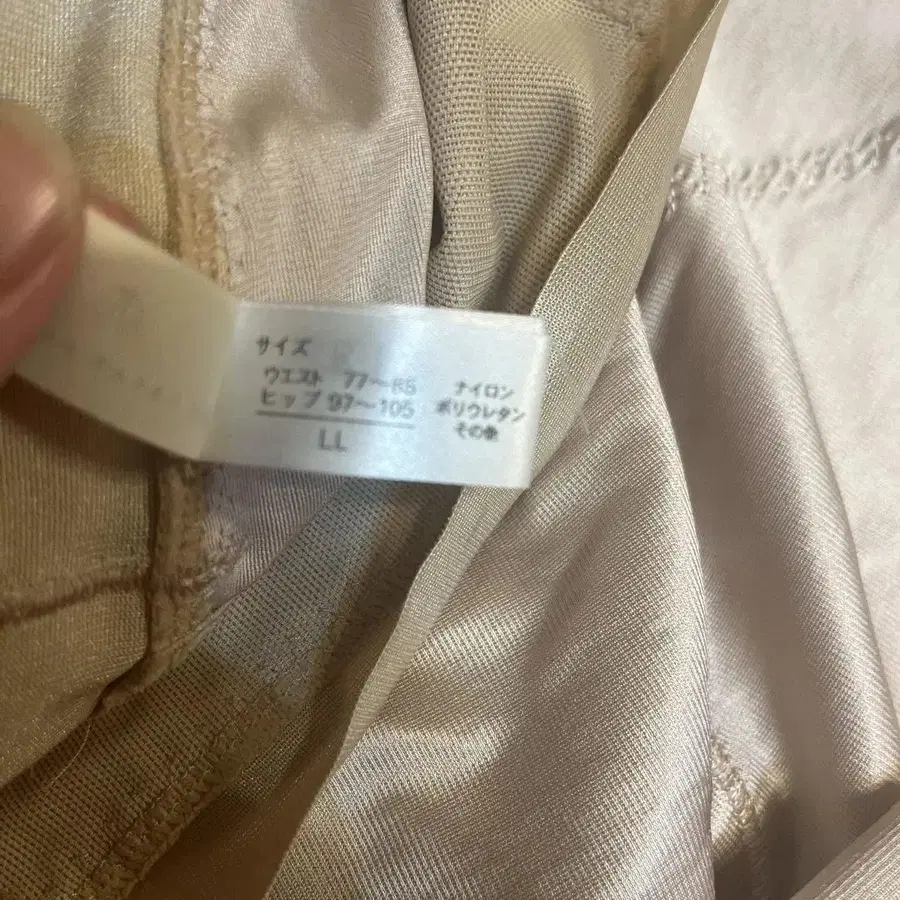 サイズ
ウエスト 77〜85
ヒップ 97〜105
LL
ナイロン
ポリウレタン
その他